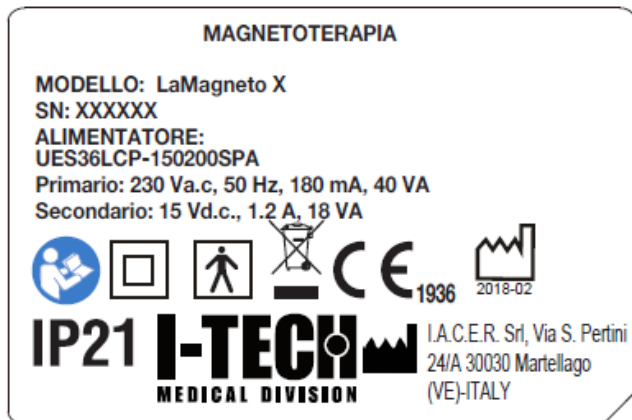 MAGNETOTERAPIA
MODELLO: LaMagneto X
SN: XXXXXX
ALIMENTATORE:
UES36LCP-150200SPA
Primario: 230 Va.c, 50 Hz, 180 mA, 40 VA
Secondario: 15 Vd.c., 1.2 A, 18 VA
CE 1936
2018-02
IP21
I-TECH
MEDICAL DIVISION
I.A.C.E.R. Srl, Via S. Pertini
24/A 30030 Martellago
(VE)-ITALY